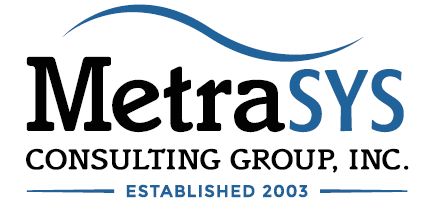 MetraSYS
CONSULTING GROUP, INC.
ESTABLISHED 2003